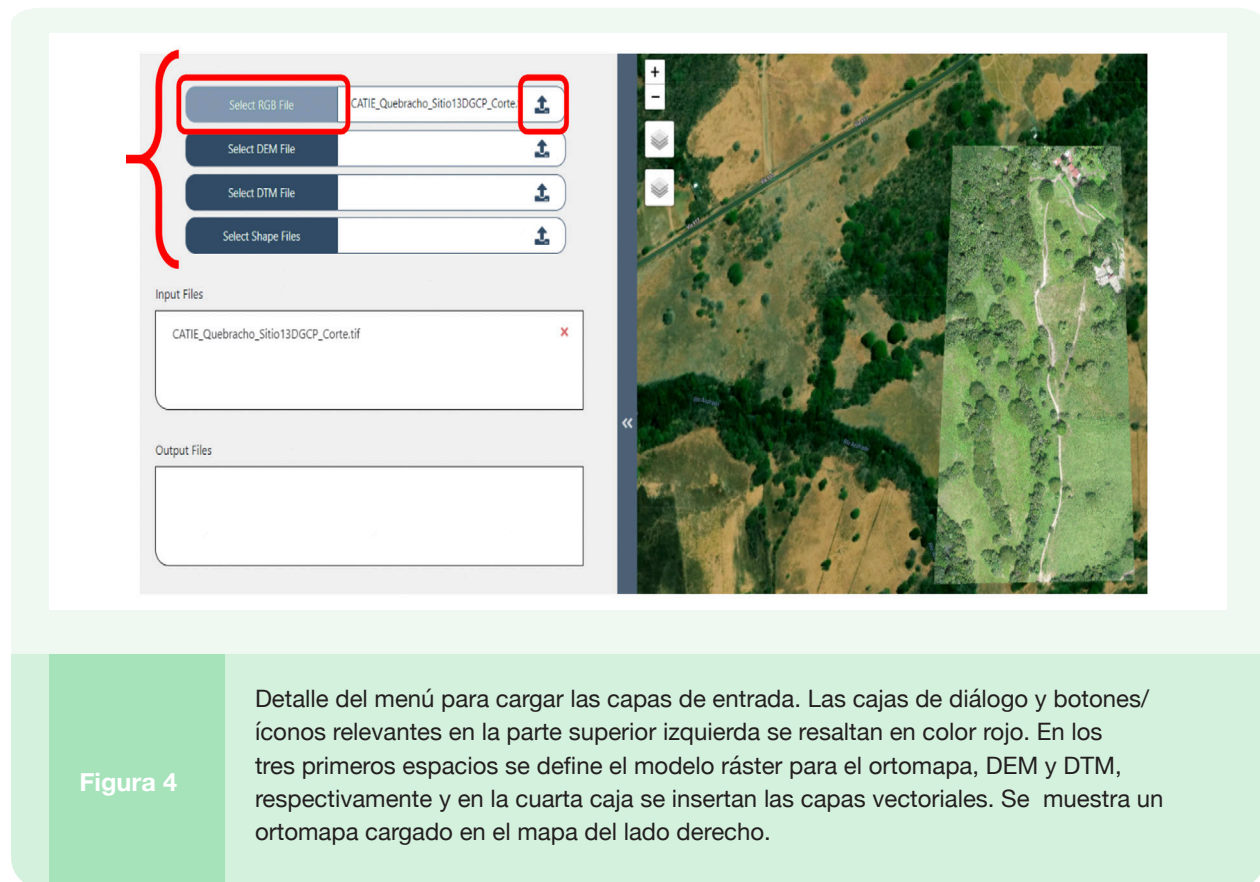 Select RGB File
CATIE_Quebracho_Sitio13DGCP_Corte.
Select DEM File
Select DTM File
Select Shape Files
Input Files
CATIE_Quebracho_Sitio13DGCP_Corte.tif
×
Output Files
«
+
−
Figura 4
Detalle del menú para cargar las capas de entrada. Las cajas de diálogo y botones/
íconos relevantes en la parte superior izquierda se resaltan en color rojo. En los
tres primeros espacios se define el modelo ráster para el ortomapa, DEM y DTM,
respectivamente y en la cuarta caja se insertan las capas vectoriales. Se muestra un
ortomapa cargado en el mapa del lado derecho.